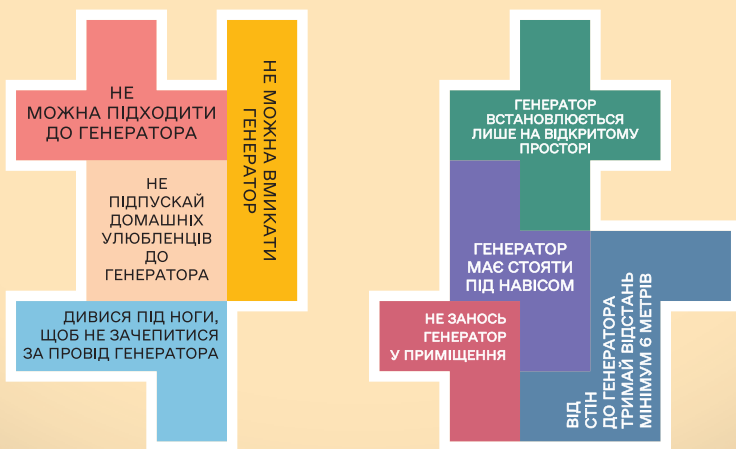 НЕ
МОЖНА ПІДХОДИТИ
ДО ГЕНЕРАТОРА
НЕ МОЖНА ВМИКАТИ
ГЕНЕРАТОР
НЕ
ПІДПУСКАЙ
ДОМАШНІХ
УЛЮБЛЕНЦІВ
ДО
ГЕНЕРАТОРА
ДИВИСЯ ПІД НОГИ,
ЩОБ НЕ ЗАЧЕПИТИСЯ
ЗА ПРОВІД ГЕНЕРАТОРА
ГЕНЕРАТОР
ВСТАНОВЛЮЄТЬСЯ
ЛИШЕ НА ВІДКРИТОМУ
ПРОСТОРІ
ГЕНЕРАТОР
МАЄ СТОЯТИ
ПІД НАВІСОМ
НЕ ЗАНОСЬ
ГЕНЕРАТОР
У ПРИМІЩЕННЯ
ВІД
СТІН
ДО ГЕНЕРАТОРА
ТРИМАЙ ВІДСТАНЬ
МІНІМУМ 6 МЕТРІВ